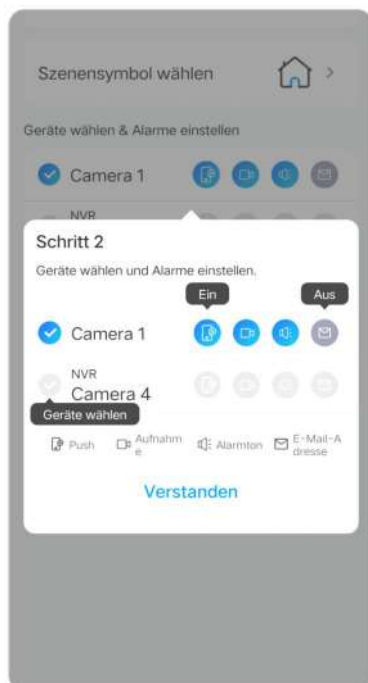 Szenensymbol wählen
Geräte wählen & Alarme einstellen
Camera 1
NVR
Schritt 2
Geräte wählen und Alarme einstellen.
Ein
Aus
Camera 1
NVR
Camera 4
Geräte wählen
Push
Aufnahm
e
Alarmton
E-Mail-A
dresse
Verstanden